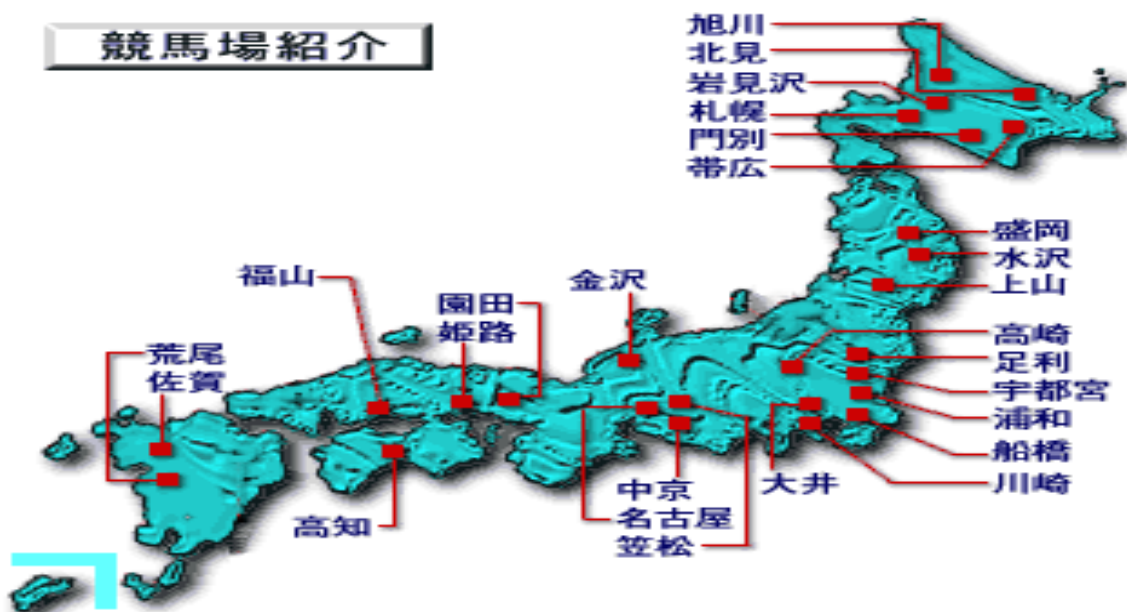 競馬場紹介
旭川
北見
岩見沢
札幌
門別
帯広
盛岡
水沢
上山
高崎
足利
宇都宮
浦和
船橋
川崎
大井
金沢
中京
名古屋
笠松
園田
姫路
福山
高知
荒尾
佐賀